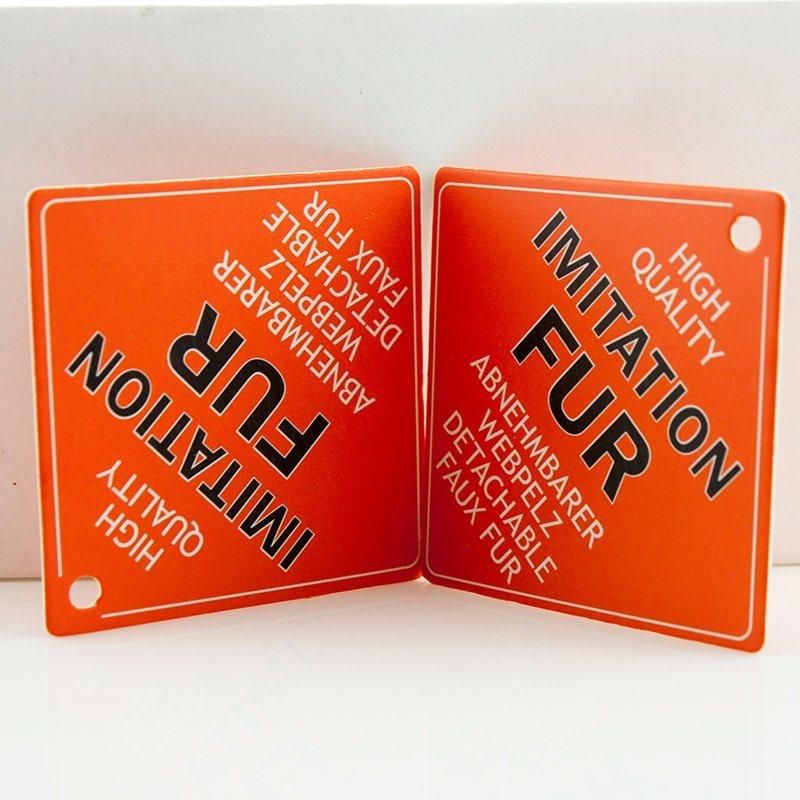 HIGH
QUALITY
IMITATION
FUR
ABNEHMBARER
WEBPELZ
DETACHABLE
FAUX FUR
HIGH
QUALITY
IMITATION
FUR
ABNEHMBARER
WEBPELZ
DETACHABLE
FAUX FUR